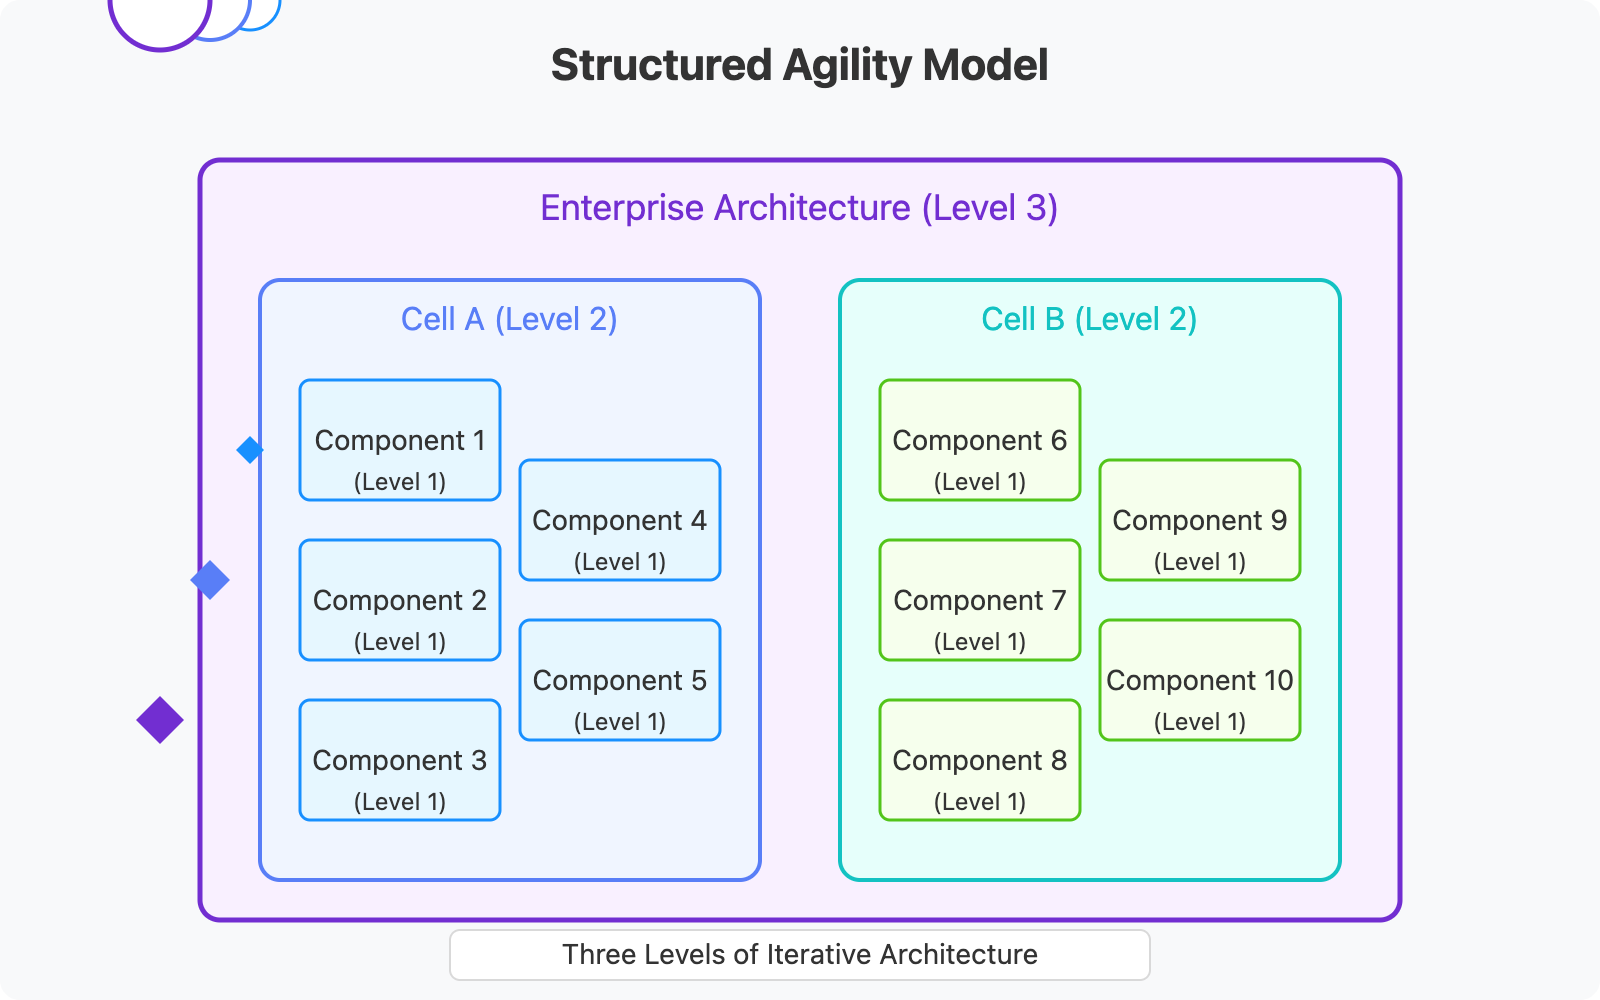 Structured Agility Model
Enterprise Architecture (Level 3)
Cell A (Level 2)
Component 1
(Level 1)
Component 2
(Level 1)
Component 3
(Level 1)
Component 4
(Level 1)
Component 5
(Level 1)
Cell B (Level 2)
Component 6
(Level 1)
Component 7
(Level 1)
Component 8
(Level 1)
Component 9
(Level 1)
Component 10
(Level 1)
Three Levels of Iterative Architecture